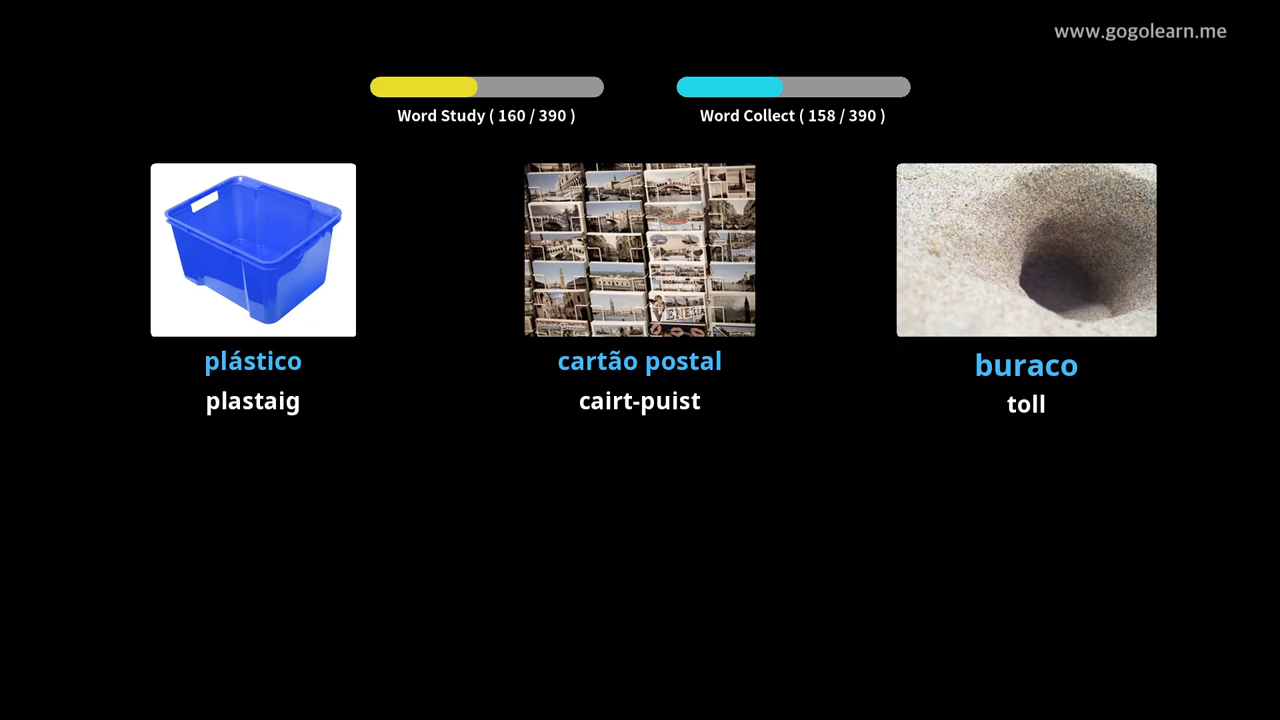 www.gogolearn.me
Word Study ( 160 / 390 )
Word Collect ( 158 / 390 )
VENEZ
plástico
cartão postal
buraco
plastaig
cairt-puist
toll